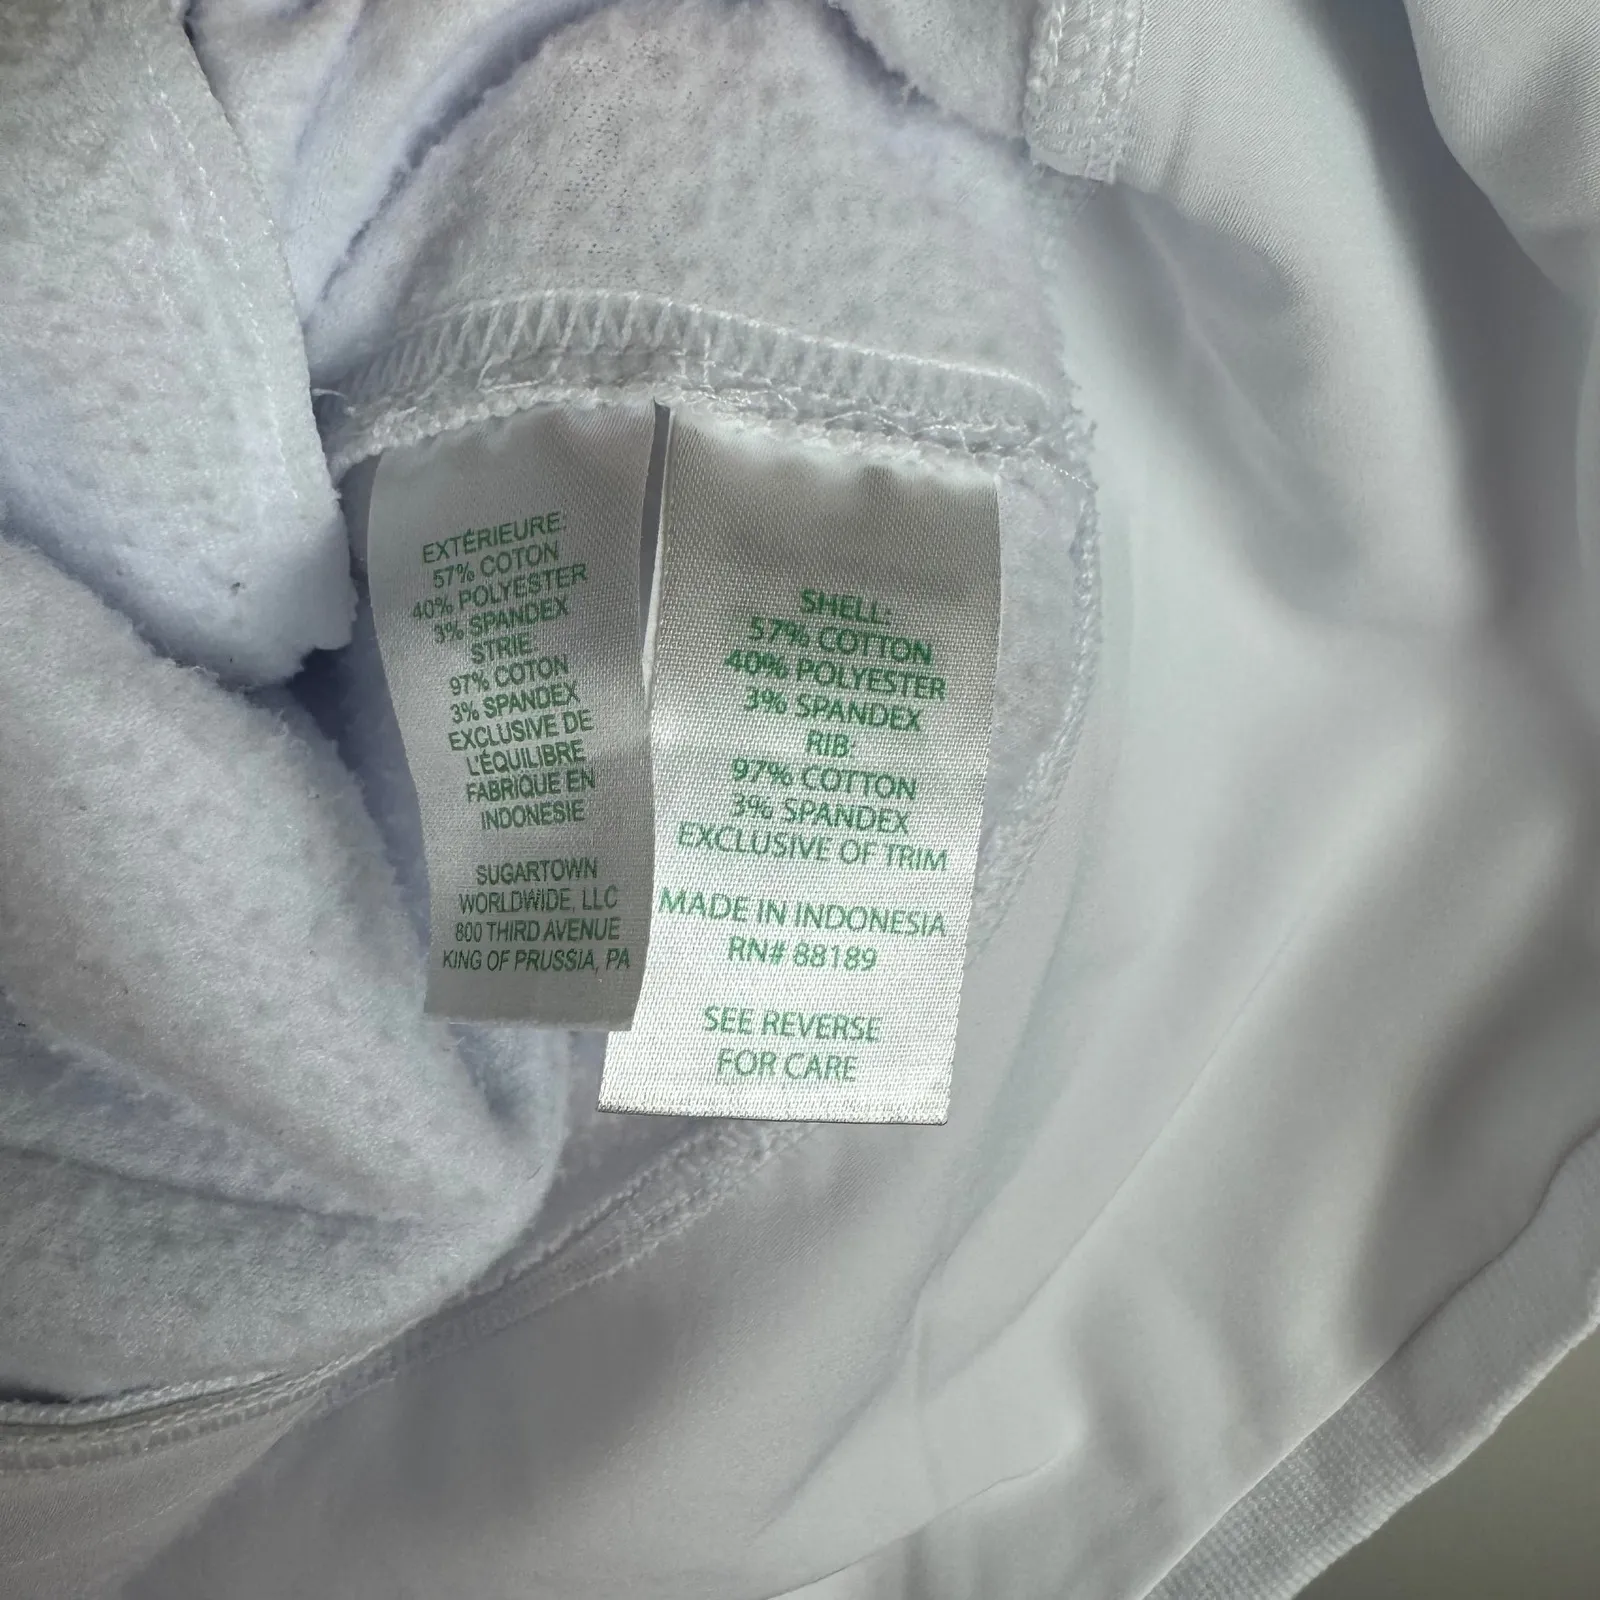 EXTÉRIEURE:
57% COTON
40% POLYESTER
3% SPANDEX
STRIE:
97% COTON
3% SPANDEX
EXCLUSIVE DE
L'ÉQUILIBRE
FABRIQUE EN
INDONESIE
SUGARTOWN
WORLDWIDE, LLC
800 THIRD AVENUE
KING OF PRUSSIA, PA
SHELL:
57% COTTON
40% POLYESTER
3% SPANDEX
RIB:
97% COTTON
3% SPANDEX
EXCLUSIVE OF TRIM
MADE IN INDONESIA
RN# 88189
SEE REVERSE
FOR CARE